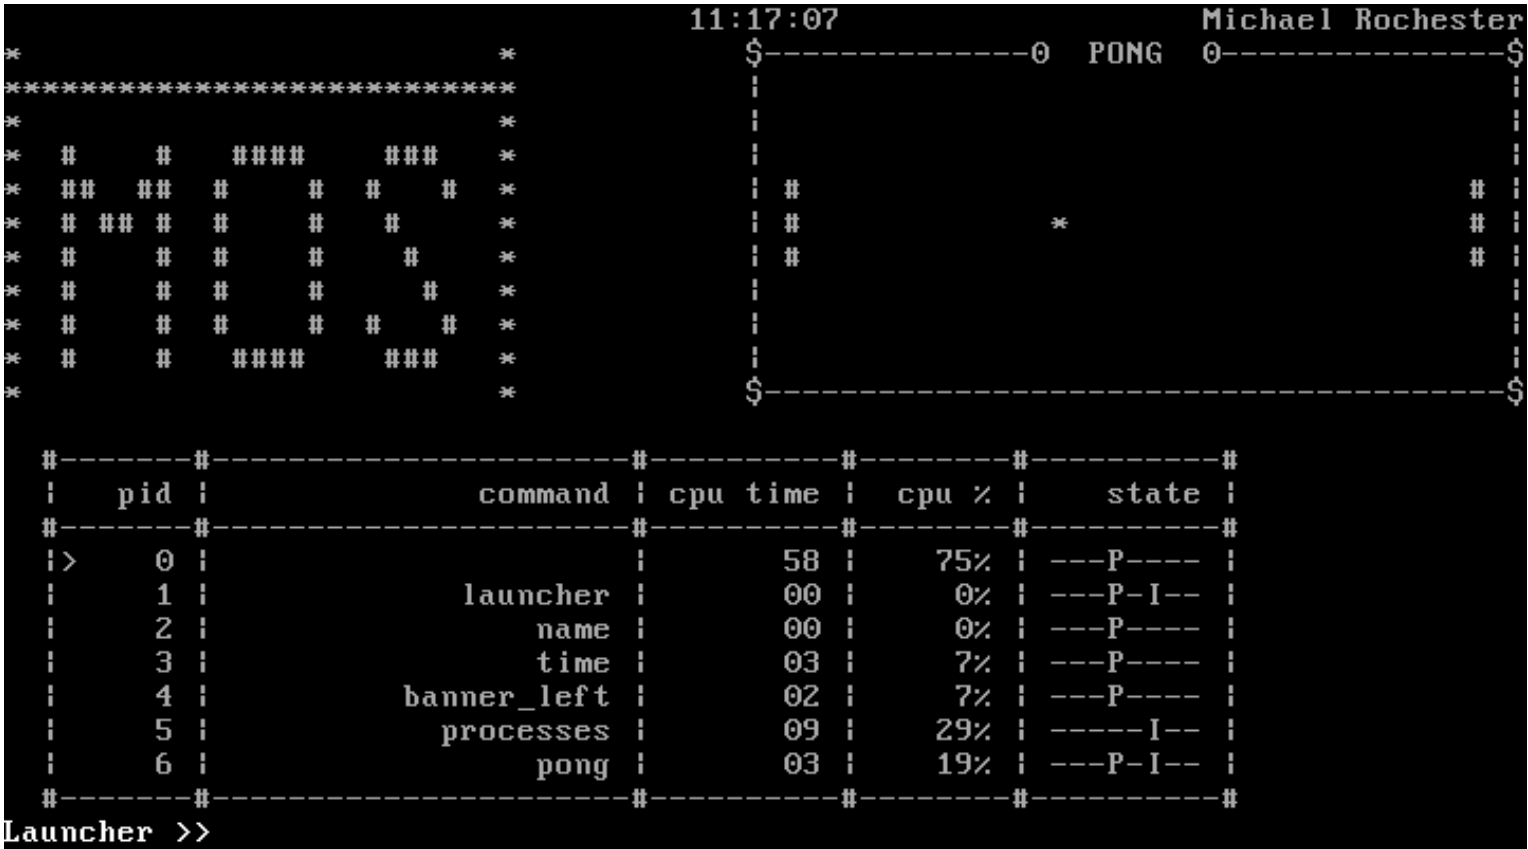 11:17:07 Michael Rochester
* * $--------------0 PONG 0---------------$
*************************** ¦ ¦
* * ¦ ¦
* # # #### ### * ¦ ¦
* ## ## # # # # * ¦ # # ¦
* # ## # # # # * ¦ # * # ¦
* # # # # # * ¦ # # ¦
* # # # # # * ¦ ¦
* # # # # # # * ¦ ¦
* # # #### ### * ¦ ¦
* * $---------------------------------------$
#-------#----------------------#----------#--------#----------#
¦ pid ¦ command ¦ cpu time ¦ cpu % ¦ state ¦
#-------#----------------------#----------#--------#----------#
¦> 0 ¦ ¦ 58 ¦ 75% ¦ ---P---- ¦
¦ 1 ¦ launcher ¦ 00 ¦ 0% ¦ ---P-I-- ¦
¦ 2 ¦ name ¦ 00 ¦ 0% ¦ ---P---- ¦
¦ 3 ¦ time ¦ 03 ¦ 7% ¦ ---P---- ¦
¦ 4 ¦ banner_left ¦ 02 ¦ 7% ¦ ---P---- ¦
¦ 5 ¦ processes ¦ 09 ¦ 29% ¦ -----I-- ¦
¦ 6 ¦ pong ¦ 03 ¦ 19% ¦ ---P-I-- ¦
#-------#----------------------#----------#--------#----------#
Launcher >>